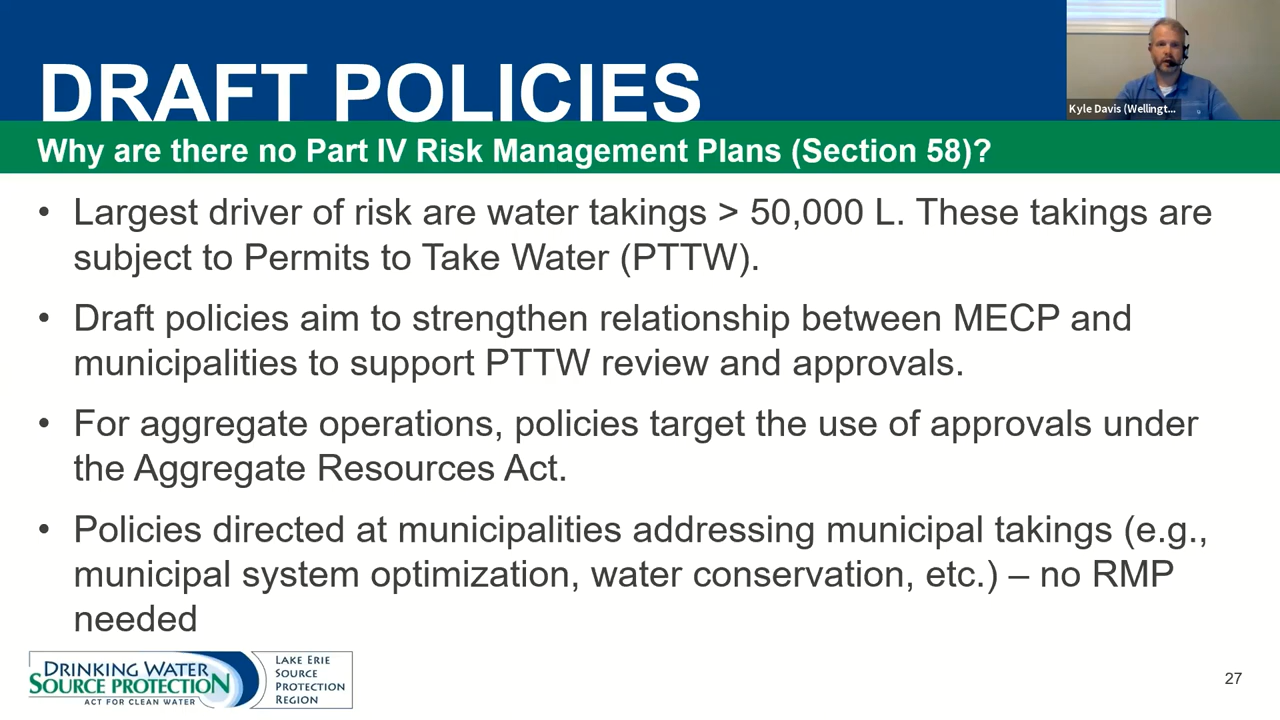 DRAFT POLICIES
Kyle Davis (Wellingt...
Why are there no Part IV Risk Management Plans (Section 58)?
• Largest driver of risk are water takings > 50,000 L. These takings are
subject to Permits to Take Water (PTTW).
• Draft policies aim to strengthen relationship between MECP and
municipalities to support PTTW review and approvals.
• For aggregate operations, policies target the use of approvals under
the Aggregate Resources Act.
• Policies directed at municipalities addressing municipal takings (e.g.,
municipal system optimization, water conservation, etc.) – no RMP
needed
DRINKING WATER
SOURCE PROTECTION
ACT FOR CLEAN WATER
LAKE ERIE
SOURCE
PROTECTION
REGION
27